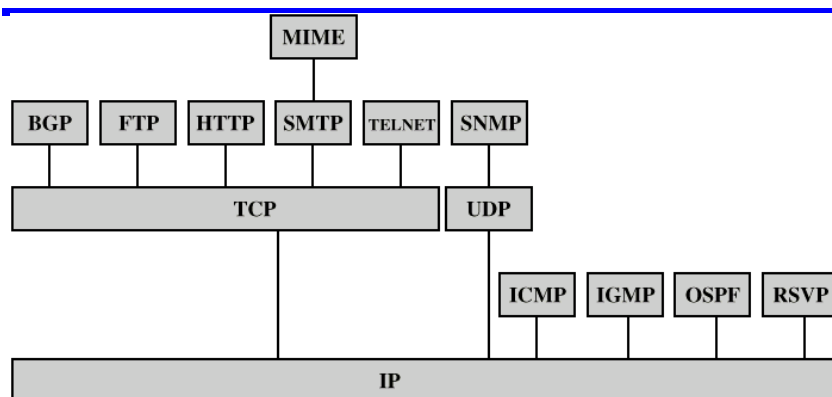 MIME
BGP FTP HTTP SMTP TELNET SNMP
TCP UDP
ICMP IGMP OSPF RSVP
IP